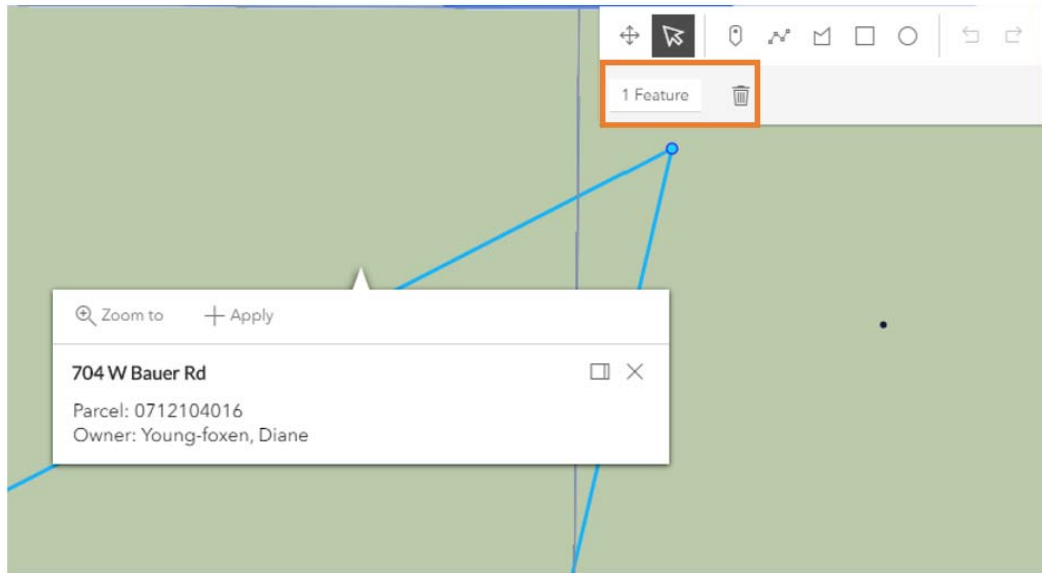 1 Feature
Zoom to
Apply
704 W Bauer Rd
Parcel: 0712104016
Owner: Young-foxen, Diane